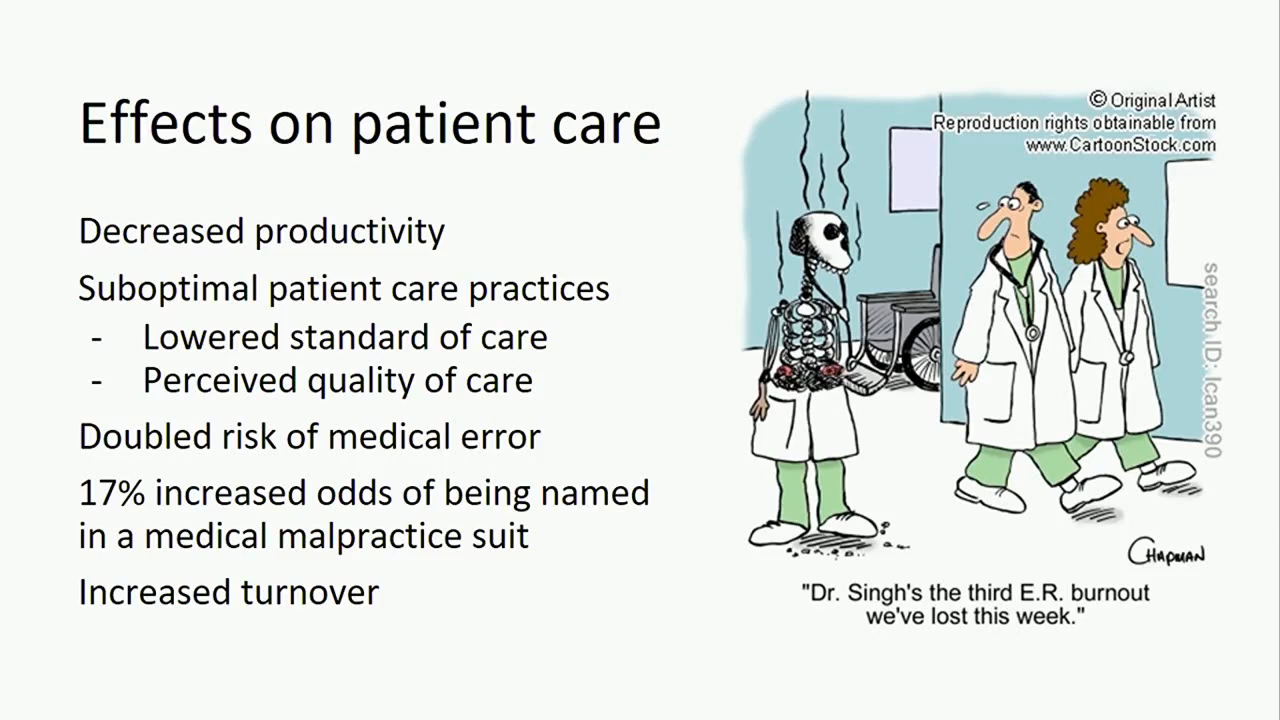 Effects on patient care
Decreased productivity
Suboptimal patient care practices
- Lowered standard of care
- Perceived quality of care
Doubled risk of medical error
17% increased odds of being named
in a medical malpractice suit
Increased turnover
© Original Artist
Reproduction rights obtainable from
www.CartoonStock.com
search ID: lcan390
CHAPMAN
"Dr. Singh's the third E.R. burnout
we've lost this week."